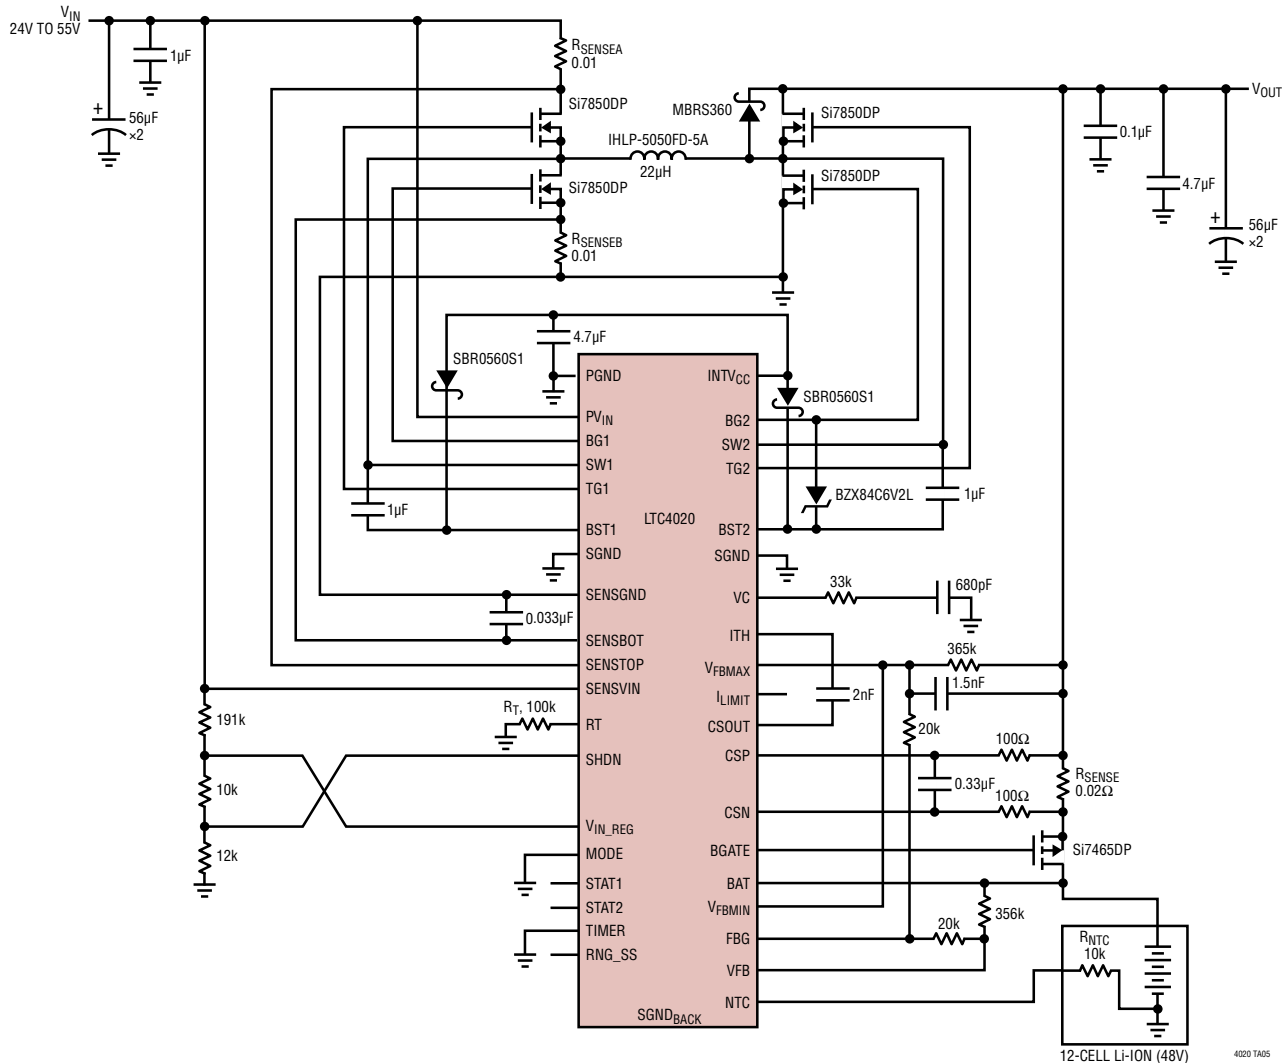 VIN
24V TO 55V
1µF
+
56µF
×2
RSENSEA
0.01
Si7850DP
MBRS360
Si7850DP
IHLP-5050FD-5A
22µH
Si7850DP
Si7850DP
RSENSEB
0.01
VOUT
0.1µF
4.7µF
+
56µF
×2
4.7µF
SBR0560S1
SBR0560S1
BZX84C6V2L
1µF
1µF
LTC4020
PGND
PVIN
BG1
SW1
TG1
BST1
SGND
SENSGND
SENSBOT
SENSTOP
SENSVIN
RT
SHDN
VIN_REG
MODE
STAT1
STAT2
TIMER
RNG_SS
SGNDBACK
INTVCC
BG2
SW2
TG2
BST2
SGND
VC
ITH
VFBMAX
ILIMIT
CSOUT
CSP
CSN
BGATE
BAT
VFBMIN
FBG
VFB
NTC
0.033µF
RT, 100k
191k
10k
12k
33k
680pF
365k
1.5nF
2nF
20k
100Ω
0.33µF
100Ω
RSENSE
0.02Ω
Si7465DP
356k
20k
RNTC
10k
12-CELL Li-ION (48V)
4020 TA05